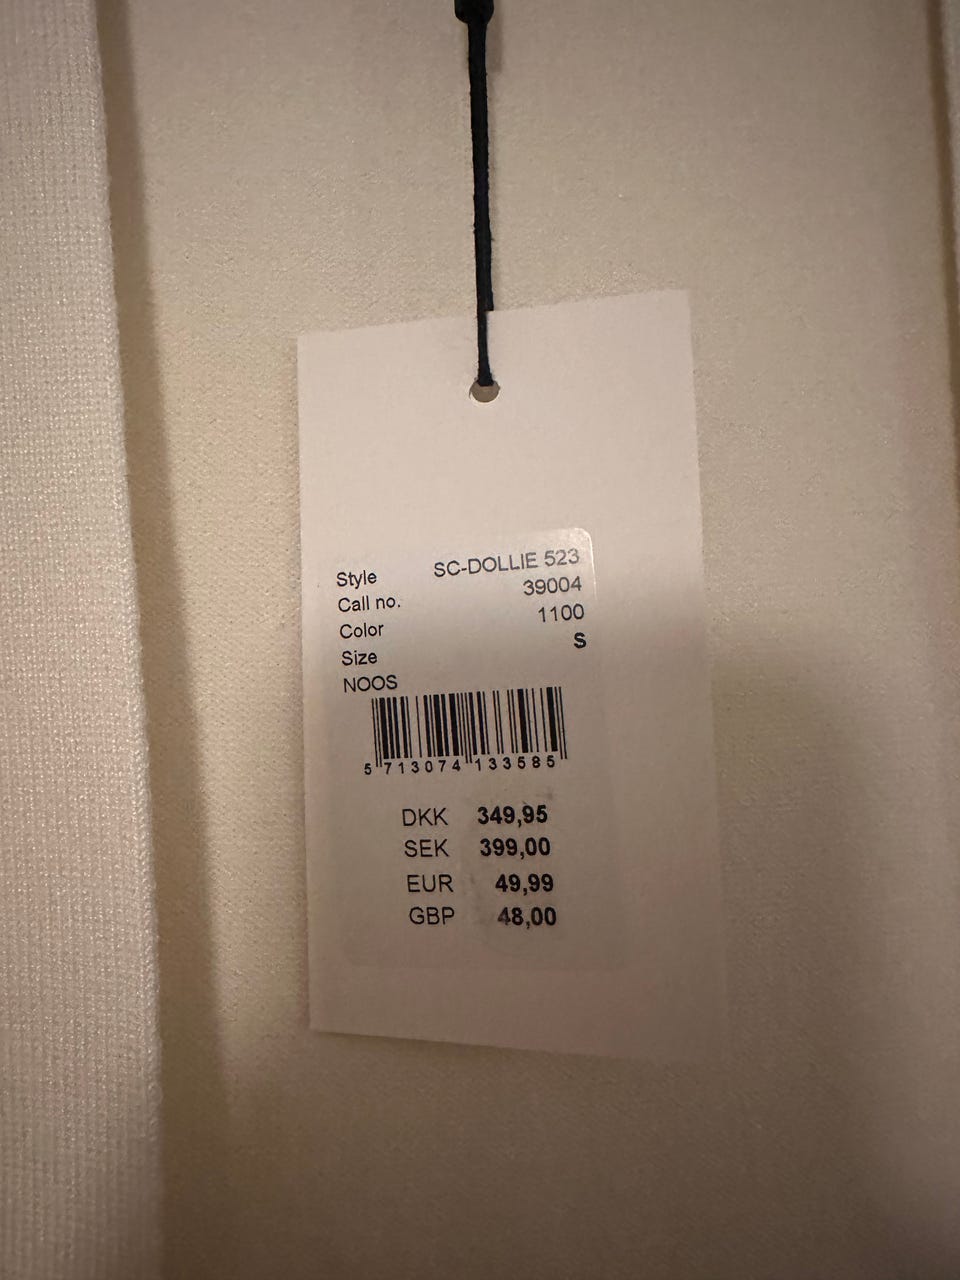 Style SC-DOLLIE 523
Call no. 39004
Color 1100
Size S
NOOS
5 713074 133585
DKK 349,95
SEK 399,00
EUR 49,99
GBP 48,00